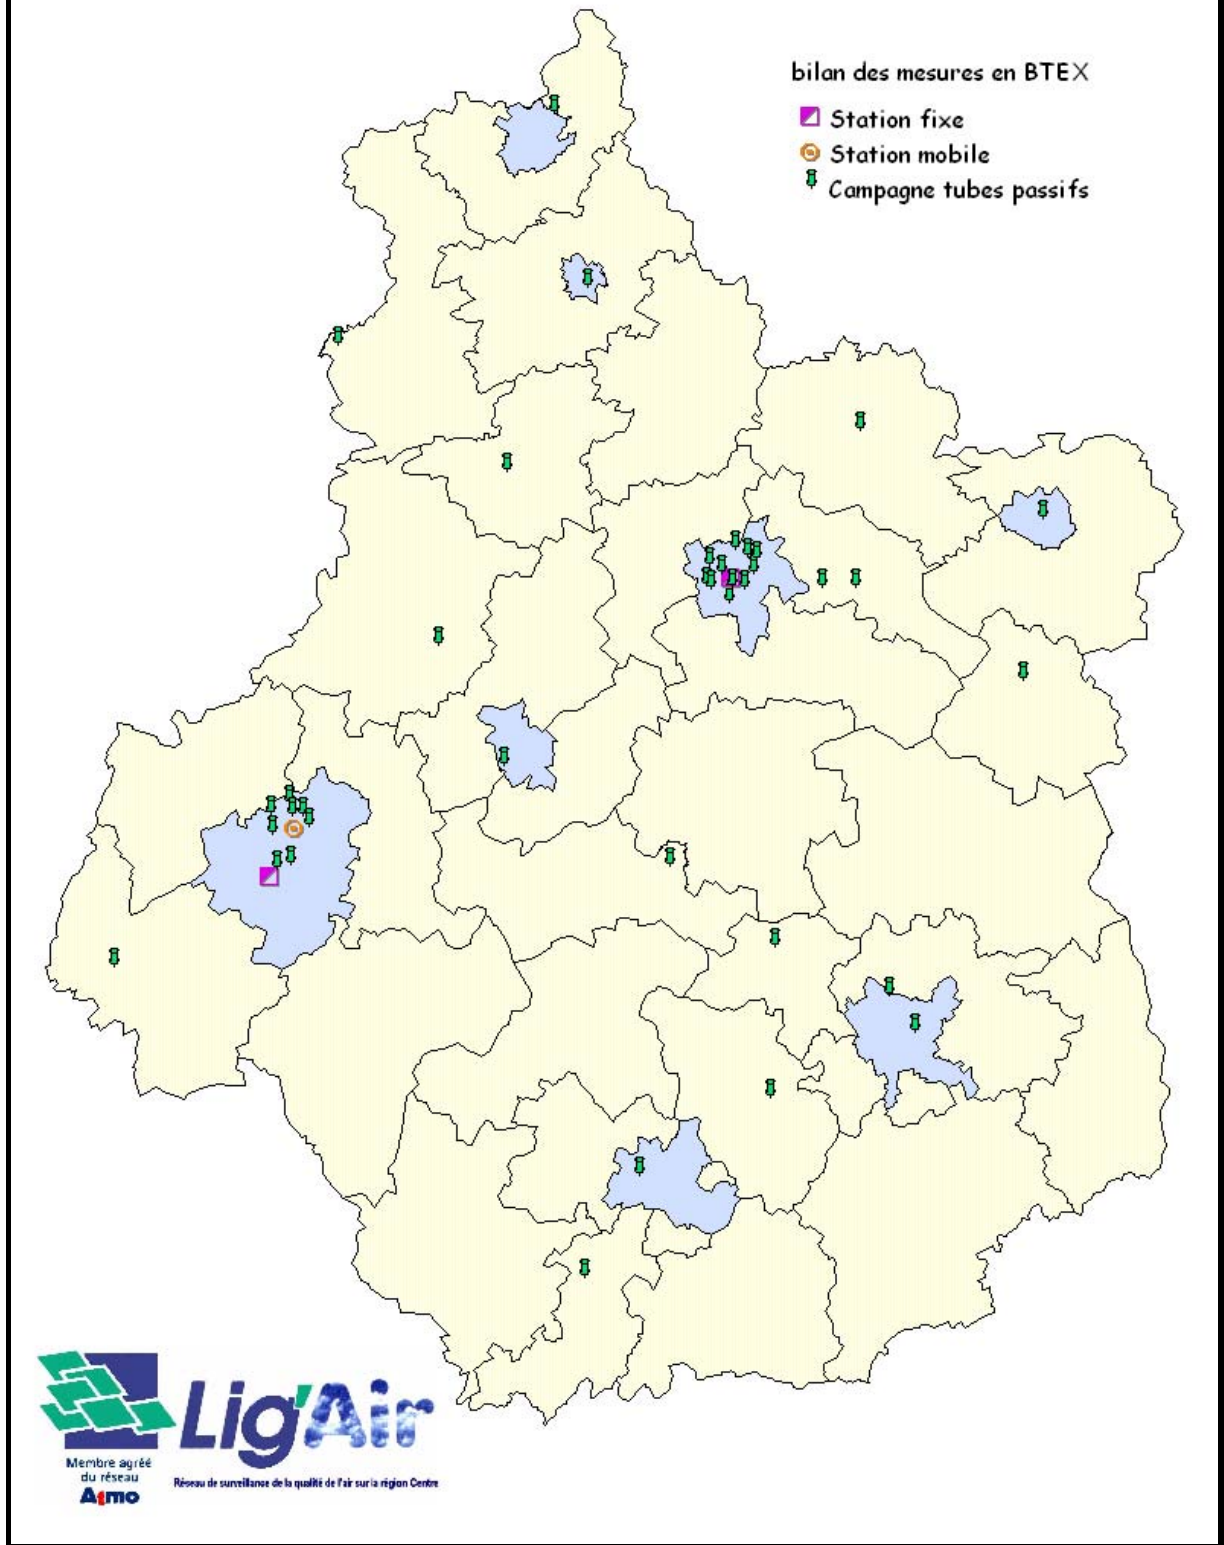 bilan des mesures en BTEX
Station fixe
Station mobile
Campagne tubes passifs
Lig'Air
Membre agréé
du réseau
Atmo
Réseau de surveillance de la qualité de l'air sur la région Centre